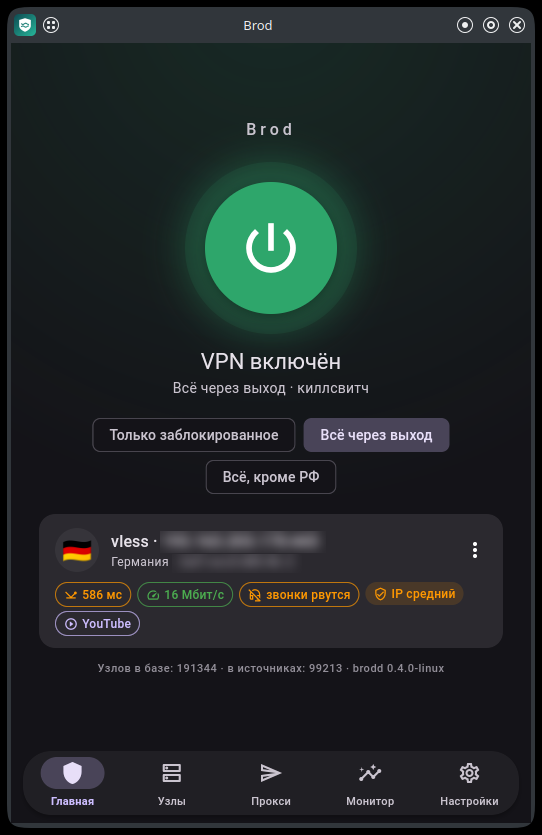 Brod
Brod
VPN включён
Всё через выход · киллсвитч
Только заблокированное
Всё через выход
Всё, кроме РФ
vless ·
Германия
586 мс
16 Мбит/с
звонки рвутся
IP средний
YouTube
Узлов в базе: 191344 · в источниках: 99213 · brodd 0.4.0-linux
Главная
Узлы
Прокси
Монитор
Настройки